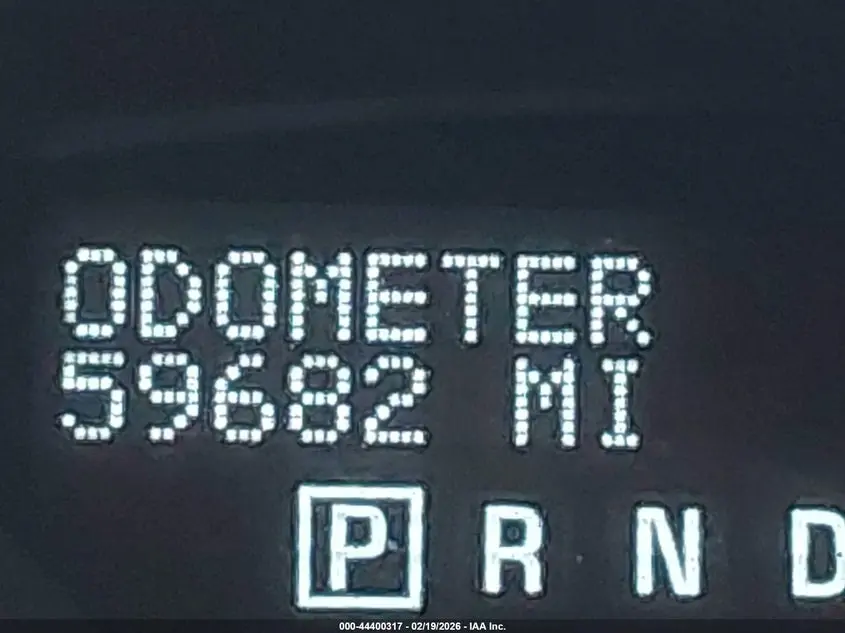 ODOMETER
59682 MI
P R N D
000-44400317 - 02/19/2026 - IAA Inc.